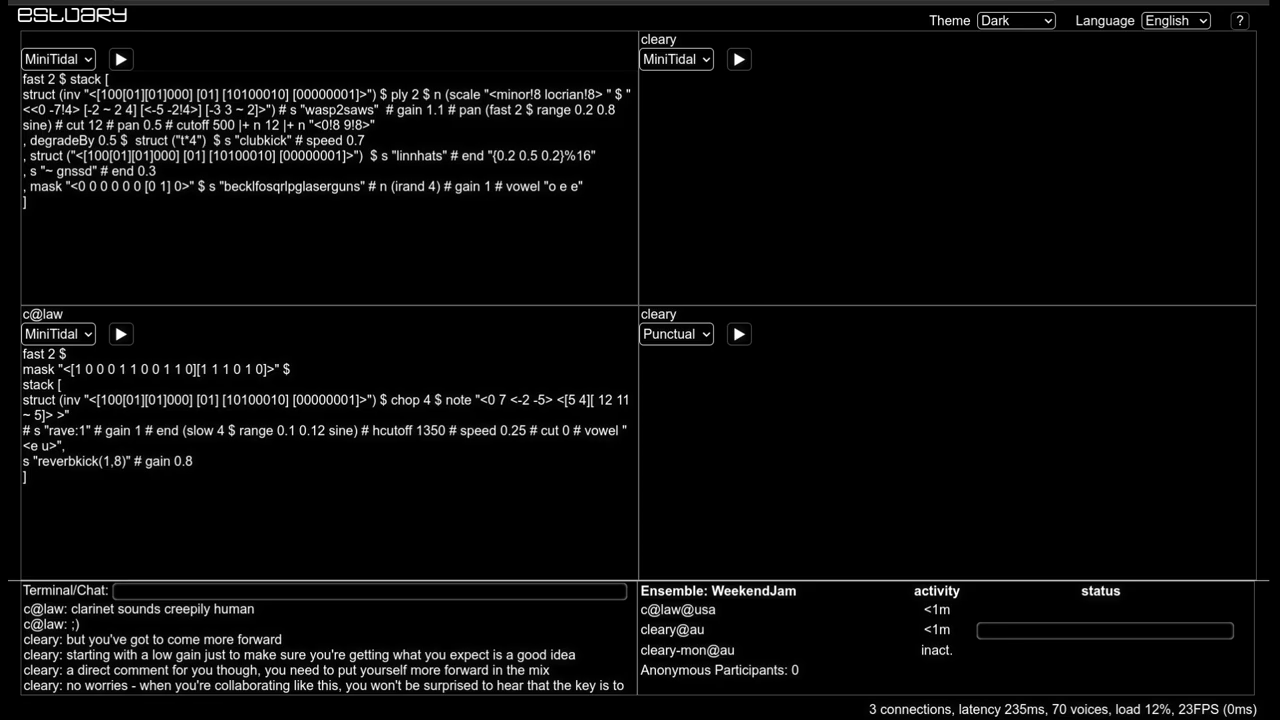 estuary
Theme Dark Language English ?
MiniTidal
fast 2 $ stack [
struct (inv "<[100[01][01]000] [01] [10100010] [00000001]>") $ ply 2 $ n (scale "<minor!8 locrian!8> " $ "
<<0 -7!4> [-2 ~ 2 4] [<-5 -2!4>] [-3 3 ~ 2]>") # s "wasp2saws"  # gain 1.1 # pan (fast 2 $ range 0.2 0.8
sine) # cut 12 # pan 0.5 # cutoff 500 |+ n 12 |+ n "<0!8 9!8>"
, degradeBy 0.5 $  struct ("t*4")  $ s "clubkick" # speed 0.7
, struct ("<[100[01][01]000] [01] [10100010] [00000001]>")  $ s "linnhats" # end "{0.2 0.5 0.2}%16"
, s "~ gnssd" # end 0.3
, mask "<0 0 0 0 0 0 [0 1] 0>" $ s "becklfosqrlpglaserguns" # n (irand 4) # gain 1 # vowel "o e e"
]
cleary
MiniTidal
c@law
MiniTidal
fast 2 $
mask "<[1 0 0 0 1 1 0 0 1 1 0][1 1 1 0 1 0]>" $
stack [
struct (inv "<[100[01][01]000] [01] [10100010] [00000001]>") $ chop 4 $ note "<0 7 <-2 -5> <[5 4][ 12 11
~ 5]> >"
# s "rave:1" # gain 1 # end (slow 4 $ range 0.1 0.12 sine) # hcutoff 1350 # speed 0.25 # cut 0 # vowel "
<e u>",
s "reverbkick(1,8)" # gain 0.8
]
cleary
Punctual
Terminal/Chat:
c@law: clarinet sounds creepily human
c@law: ;)
cleary: but you've got to come more forward
cleary: starting with a low gain just to make sure you're getting what you expect is a good idea
cleary: a direct comment for you though, you need to put yourself more forward in the mix
cleary: no worries - when you're collaborating like this, you won't be surprised to hear that the key is to
Ensemble: WeekendJam activity status
c@law@usa <1m
cleary@au <1m
cleary-mon@au inact.
Anonymous Participants: 0
3 connections, latency 235ms, 70 voices, load 12%, 23FPS (0ms)